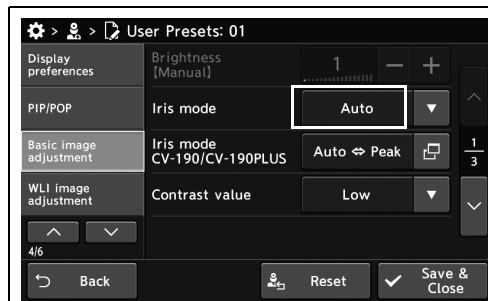 > > User Presets: 01
Display
preferences
Brightness
[Manual]
1
PIP/POP
Iris mode
Auto
Basic image
adjustment
Iris mode
CV-190/CV-190PLUS
Auto ⇔ Peak
1
3
WLI image
adjustment
Contrast value
Low
4/6
Back
Reset
Save &
Close